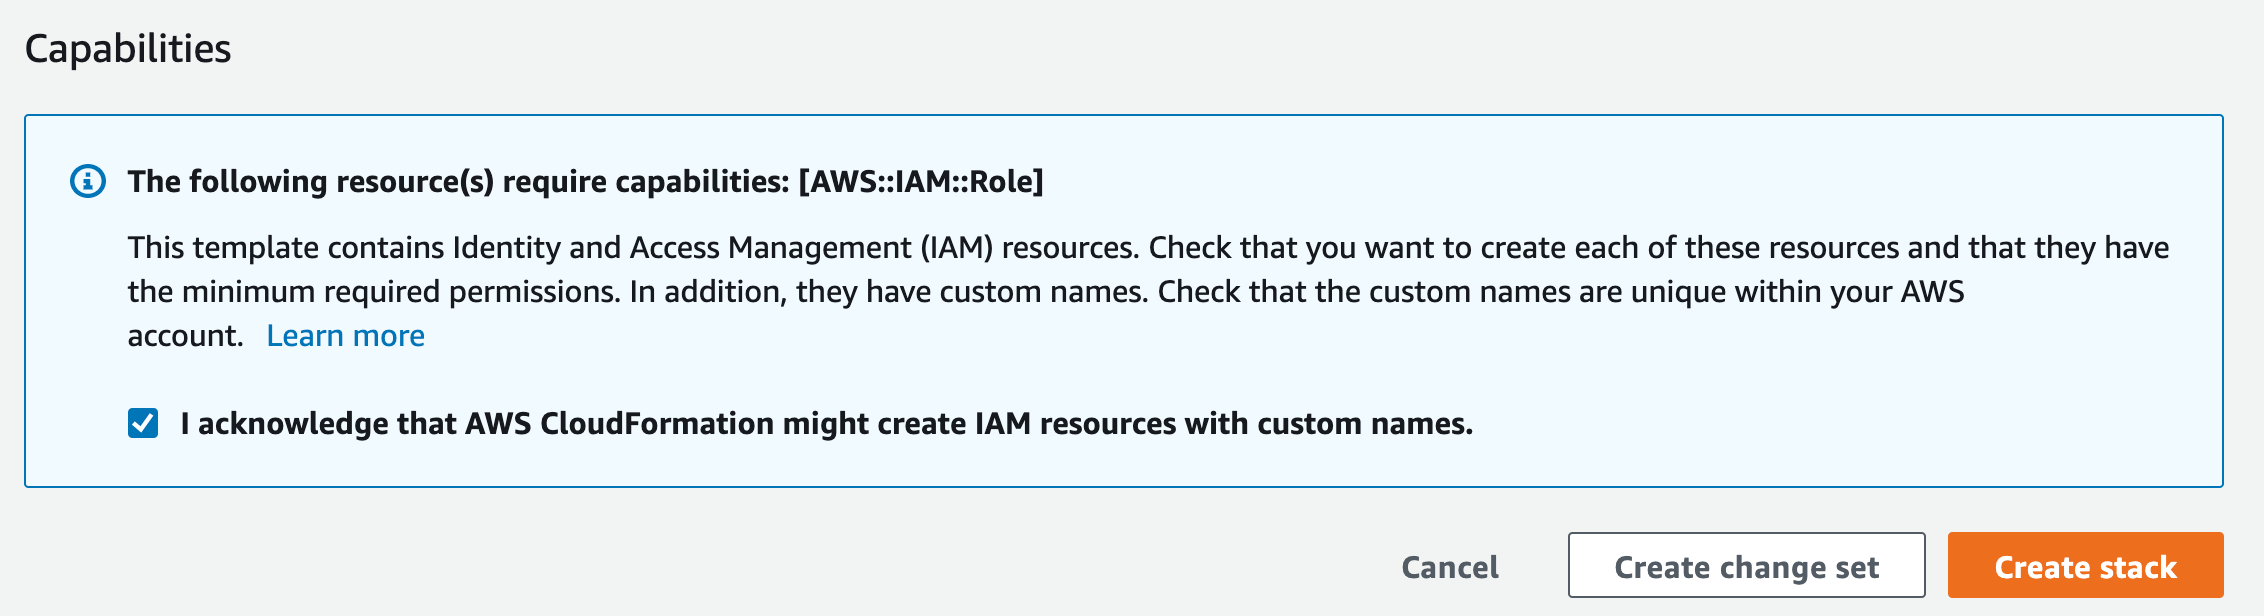 Capabilities
The following resource(s) require capabilities: [AWS::IAM::Role]
This template contains Identity and Access Management (IAM) resources. Check that you want to create each of these resources and that they have
the minimum required permissions. In addition, they have custom names. Check that the custom names are unique within your AWS
account. Learn more
I acknowledge that AWS CloudFormation might create IAM resources with custom names.
Cancel Create change set Create stack